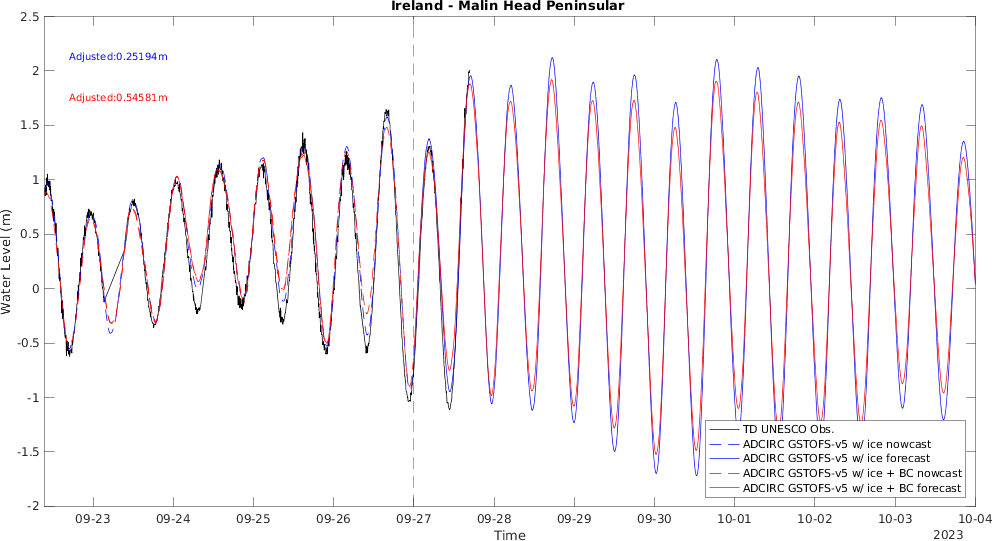 Ireland - Malin Head Peninsular
2.5
2
1.5
1
0.5
0
-0.5
-1
-1.5
-2
Water Level (m)
Adjusted:0.25194m
Adjusted:0.54581m
TD UNESCO Obs.
ADCIRC GSTOFS-v5 w/ ice nowcast
ADCIRC GSTOFS-v5 w/ ice forecast
ADCIRC GSTOFS-v5 w/ ice + BC nowcast
ADCIRC GSTOFS-v5 w/ ice + BC forecast
09-23 09-24 09-25 09-26 09-27 09-28 09-29 09-30 10-01 10-02 10-03 10-04
Time
2023